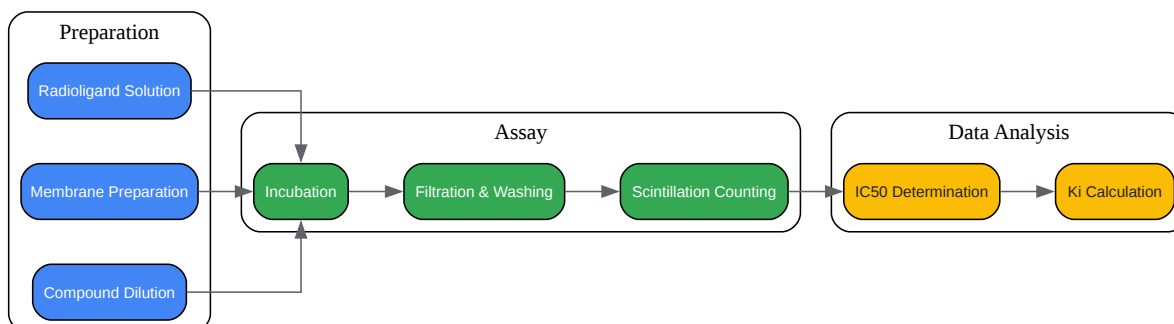 Preparation
Radioligand Solution
Membrane Preparation
Compound Dilution
Assay
Incubation
Filtration & Washing
Scintillation Counting
Data Analysis
IC50 Determination
Ki Calculation